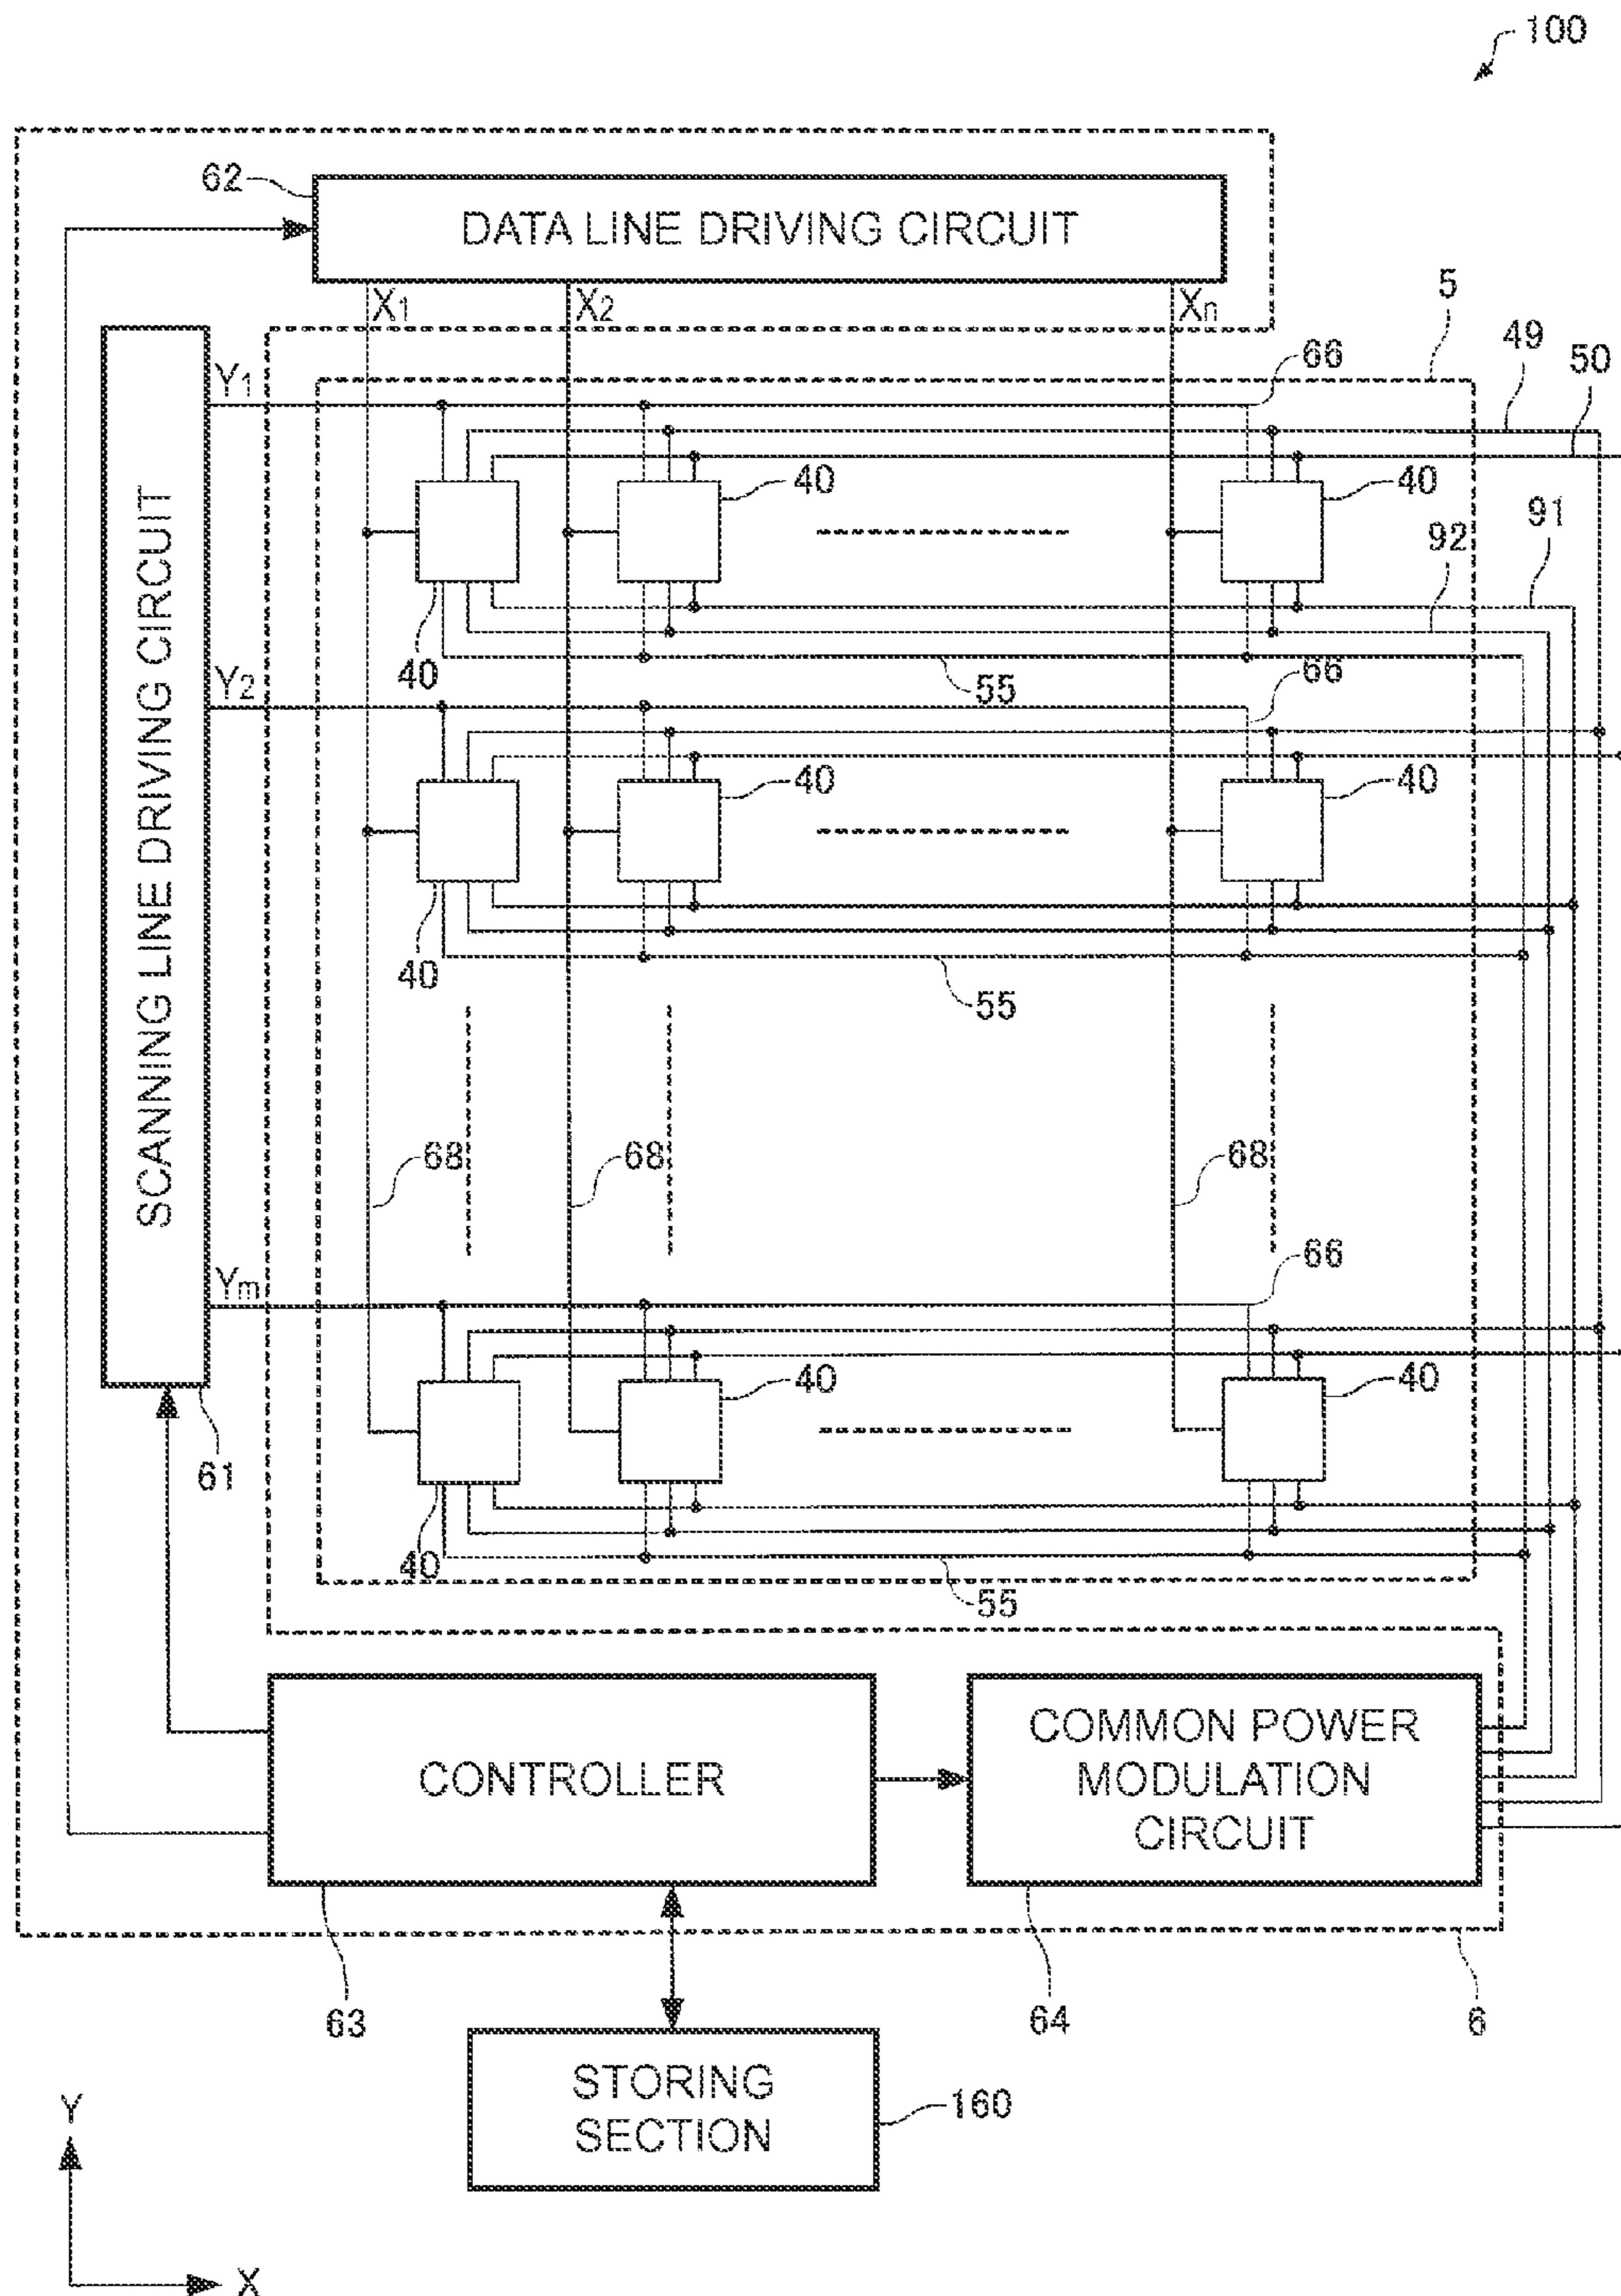 100
62
DATA LINE DRIVING CIRCUIT
X1
X2
Xn
5
49
50
Y1
66
40
40
91
92
SCANNING LINE DRIVING CIRCUIT
40
55
Y2
66
40
40
40
55
68
68
68
Ym
66
40
40
61
40
55
CONTROLLER
COMMON POWER
MODULATION
CIRCUIT
63
64
6
STORING
SECTION
160
Y
X